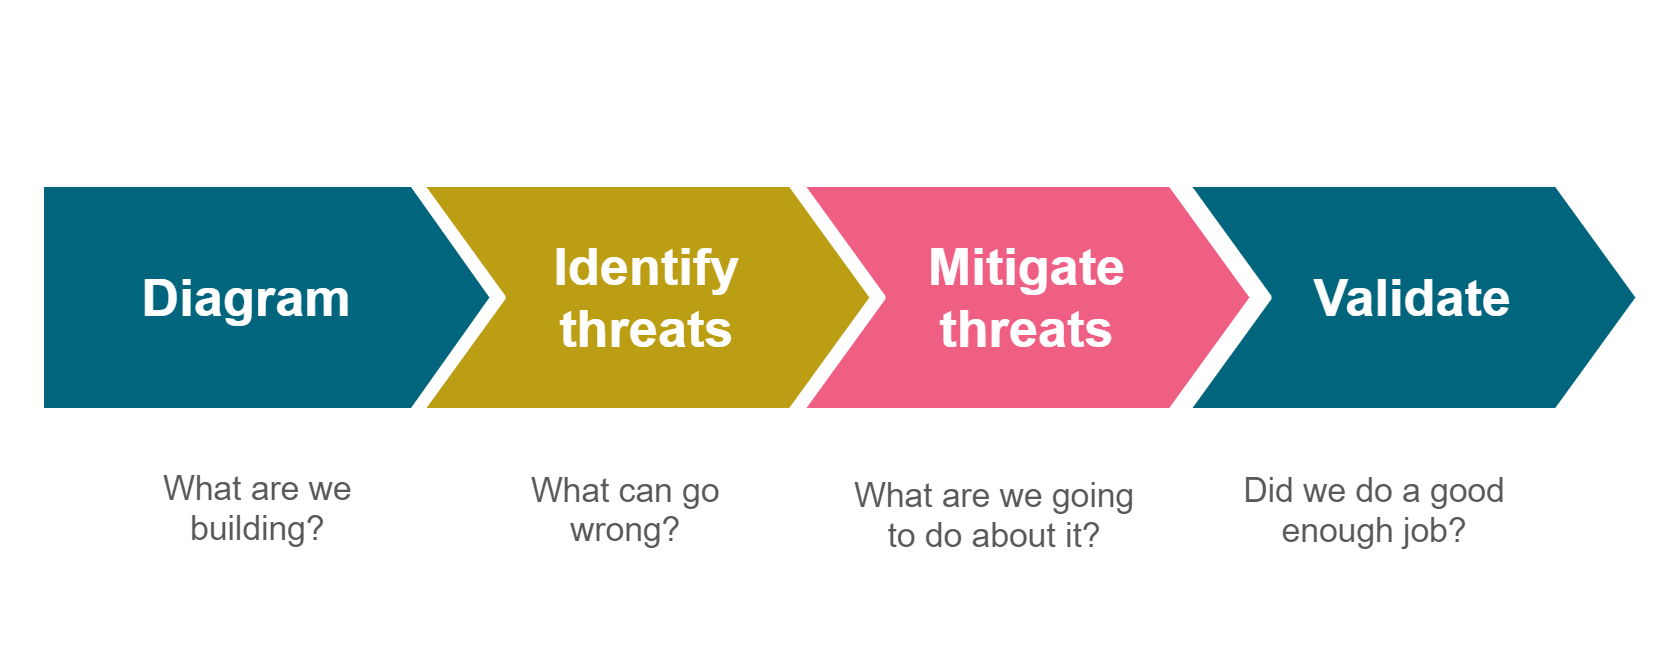 Diagram
Identify
threats
Mitigate
threats
Validate
What are we
building?
What can go
wrong?
What are we going
to do about it?
Did we do a good
enough job?